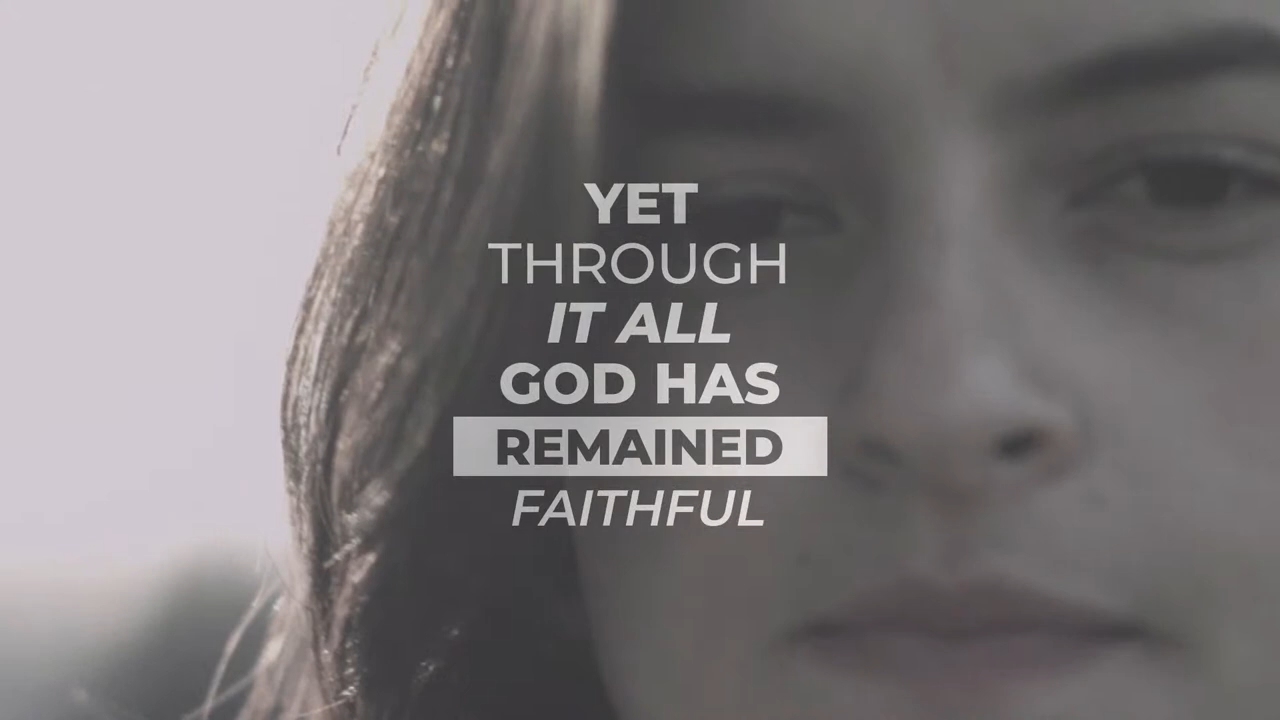 YET
THROUGH
IT ALL
GOD HAS
REMAINED
FAITHFUL